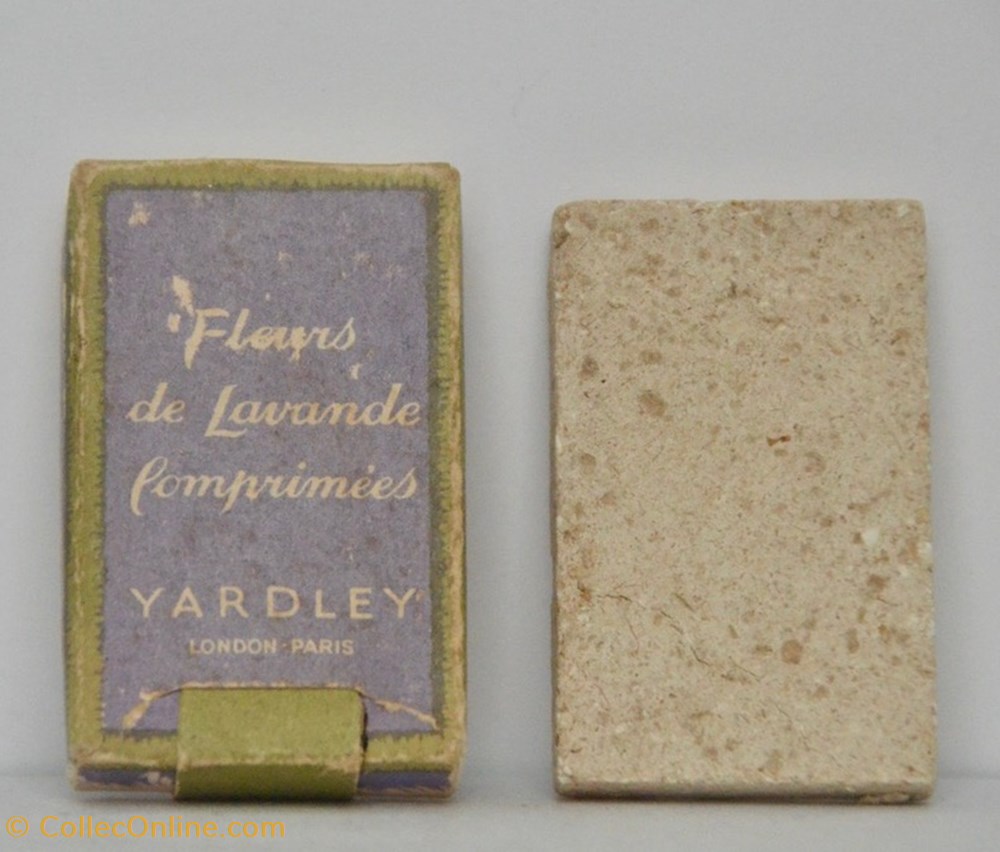 Fleurs
de Lavande
Comprimées
YARDLEY
LONDON · PARIS
© CollecOnline.com